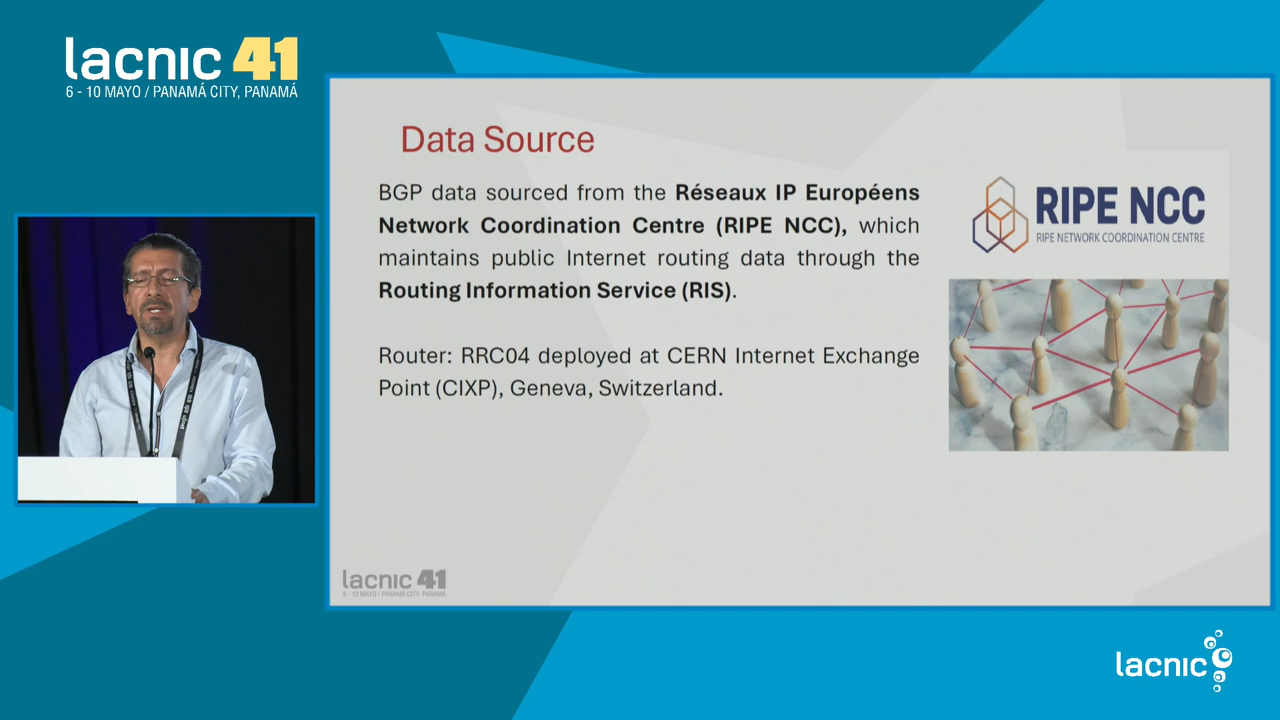 lacnic 41
6 - 10 MAYO / PANAMÁ CITY, PANAMÁ
Data Source
BGP data sourced from the Réseaux IP Européens
Network Coordination Centre (RIPE NCC), which
maintains public Internet routing data through the
Routing Information Service (RIS).
Router: RRC04 deployed at CERN Internet Exchange
Point (CIXP), Geneva, Switzerland.
RIPE NCC
RIPE NETWORK COORDINATION CENTRE
lacnic 41
6 - 10 MAYO / PANAMÁ CITY, PANAMÁ
lacnic